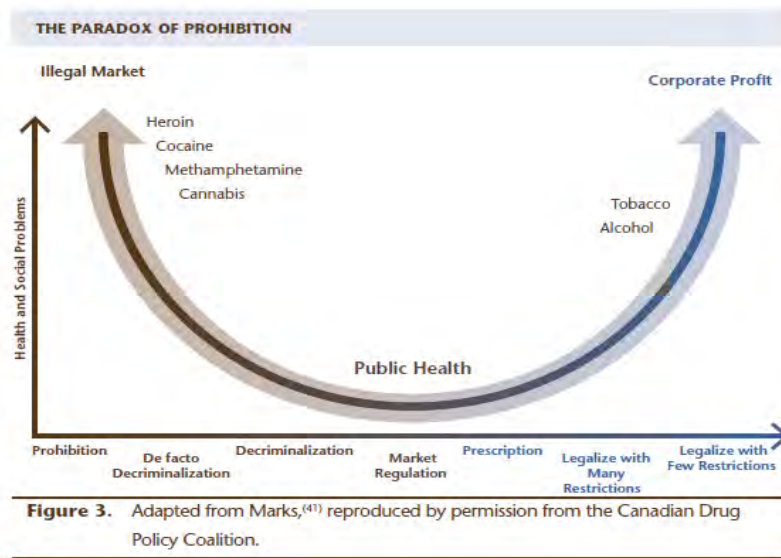 THE PARADOX OF PROHIBITION
Illegal Market
Corporate Profit
Heroin
Cocaine
Methamphetamine
Cannabis
Tobacco
Alcohol
Health and Social Problems
Public Health
Prohibition
De facto
Decriminalization
Decriminalization
Market
Regulation
Prescription
Legalize with
Many
Restrictions
Legalize with
Few Restrictions
Figure 3. Adapted from Marks,(41) reproduced by permission from the Canadian Drug
Policy Coalition.